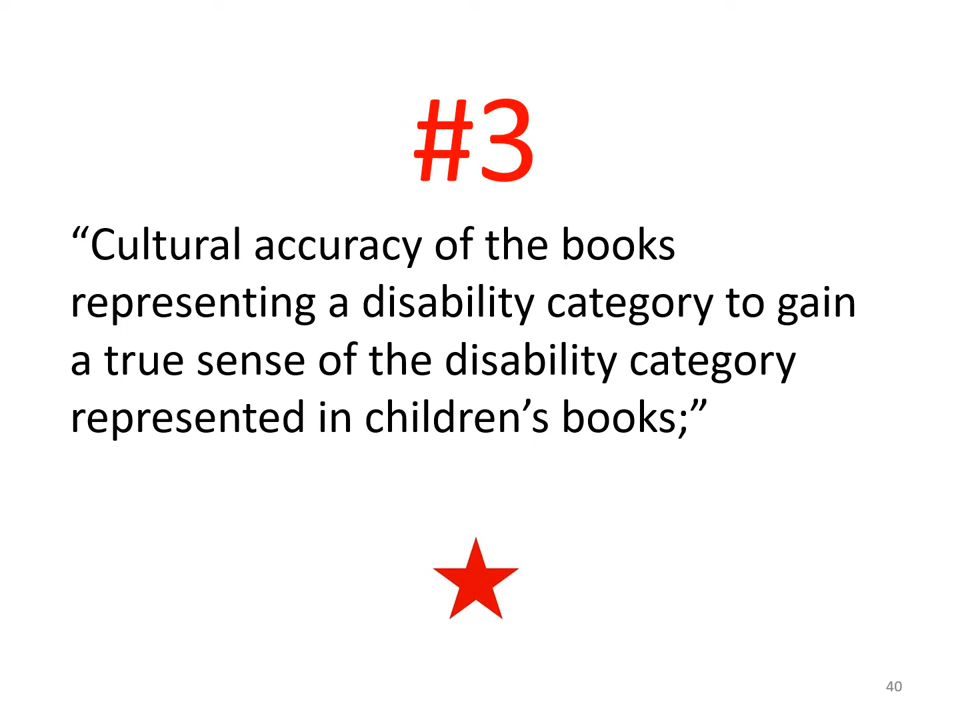 #3
“Cultural accuracy of the books
representing a disability category to gain
a true sense of the disability category
represented in children’s books;”
40